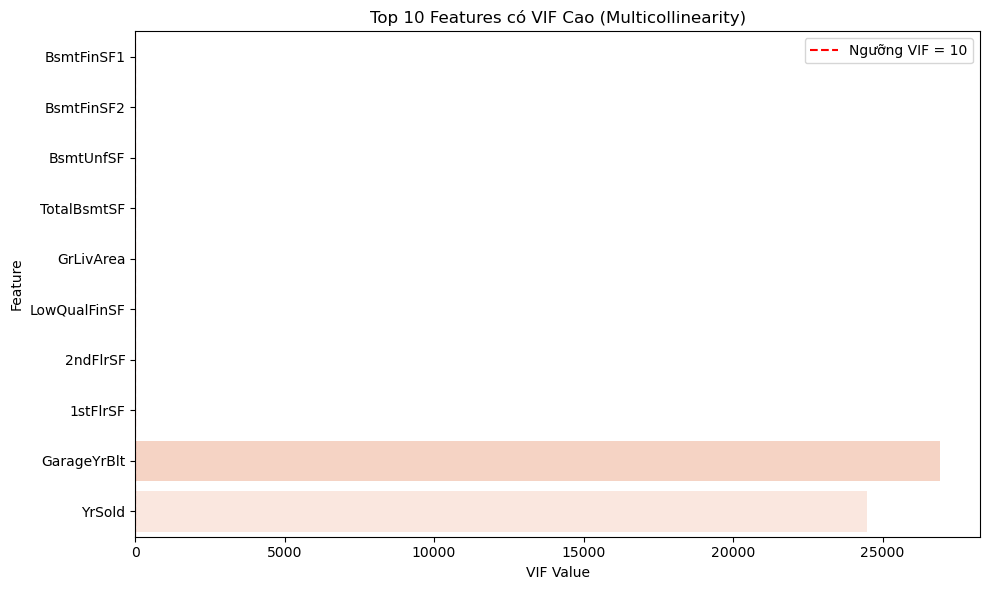 Top 10 Features có VIF Cao (Multicollinearity)
Ngưỡng VIF = 10
Feature
BsmtFinSF1
BsmtFinSF2
BsmtUnfSF
TotalBsmtSF
GrLivArea
LowQualFinSF
2ndFlrSF
1stFlrSF
GarageYrBlt
YrSold
0 5000 10000 15000 20000 25000
VIF Value